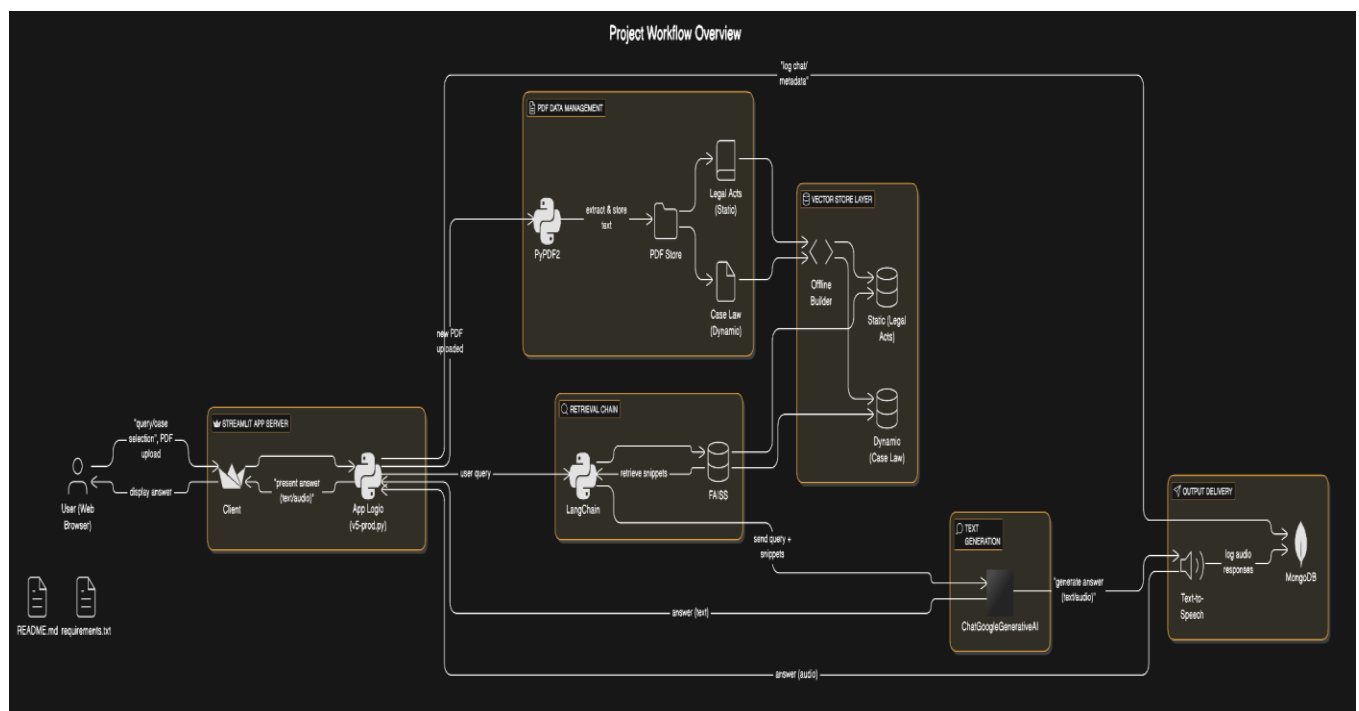 Project Workflow Overview
"log chat/
metadata"
PDF DATA MANAGEMENT
Legal Acts
(Static)
extract & store
text
PyPDF2
PDF Store
Case Law
(Dynamic)
VECTOR STORE LAYER
Offline
Builder
Static (Legal
Acts)
Dynamic
(Case Law)
new PDF
uploaded
STREAMLIT APP SERVER
"query/case
selection", PDF
upload
display answer
User (Web
Browser)
Client
"present answer
(text/audio)"
App Logic
(v5-prod.py)
user query
RETRIEVAL CHAIN
retrieve snippets
LangChain
FAISS
send query +
snippets
TEXT
GENERATION
ChatGoogleGenerativeAI
"generate answer
(text/audio)"
OUTPUT DELIVERY
log audio
responses
Text-to-
Speech
MongoDB
answer (text)
answer (audio)
README.md
requirements.txt